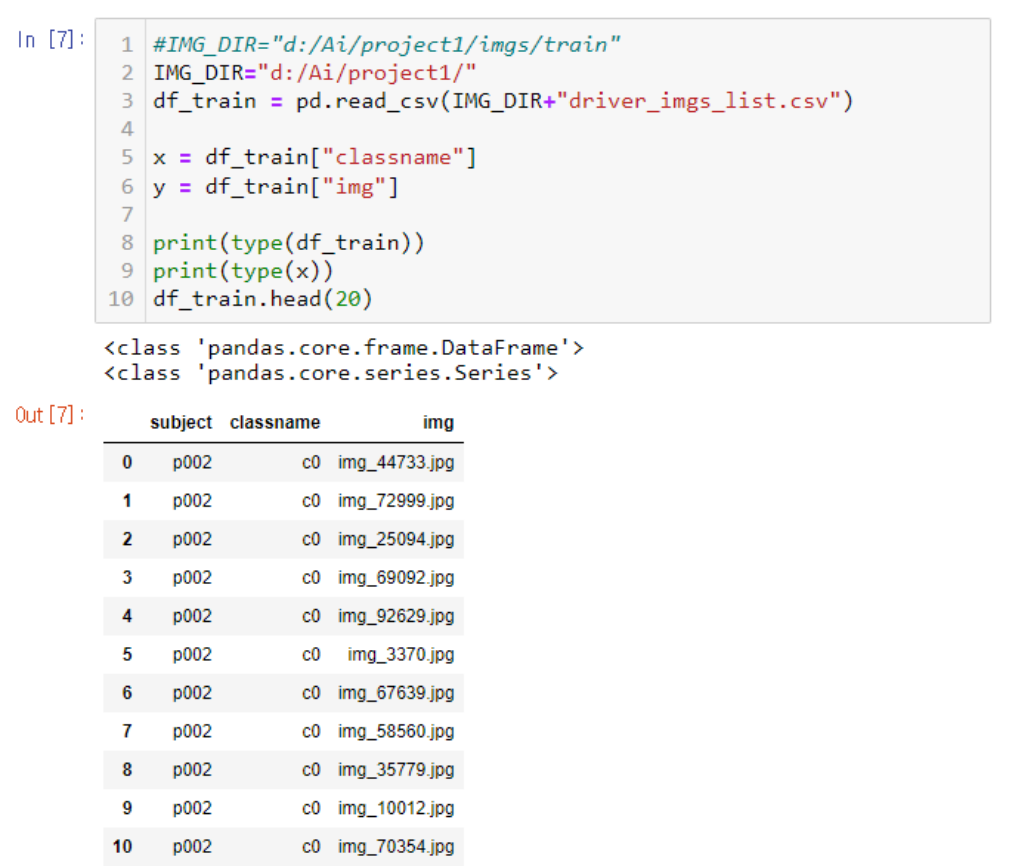 In [7]:
1 #IMG_DIR="d:/Ai/project1/imgs/train"
2 IMG_DIR="d:/Ai/project1/"
3 df_train = pd.read_csv(IMG_DIR+"driver_imgs_list.csv")
4
5 x = df_train["classname"]
6 y = df_train["img"]
7
8 print(type(df_train))
9 print(type(x))
10 df_train.head(20)
<class 'pandas.core.frame.DataFrame'>
<class 'pandas.core.series.Series'>
Out[7]:
subject classname img
0 p002 c0 img_44733.jpg
1 p002 c0 img_72999.jpg
2 p002 c0 img_25094.jpg
3 p002 c0 img_69092.jpg
4 p002 c0 img_92629.jpg
5 p002 c0 img_3370.jpg
6 p002 c0 img_67639.jpg
7 p002 c0 img_58560.jpg
8 p002 c0 img_35779.jpg
9 p002 c0 img_10012.jpg
10 p002 c0 img_70354.jpg